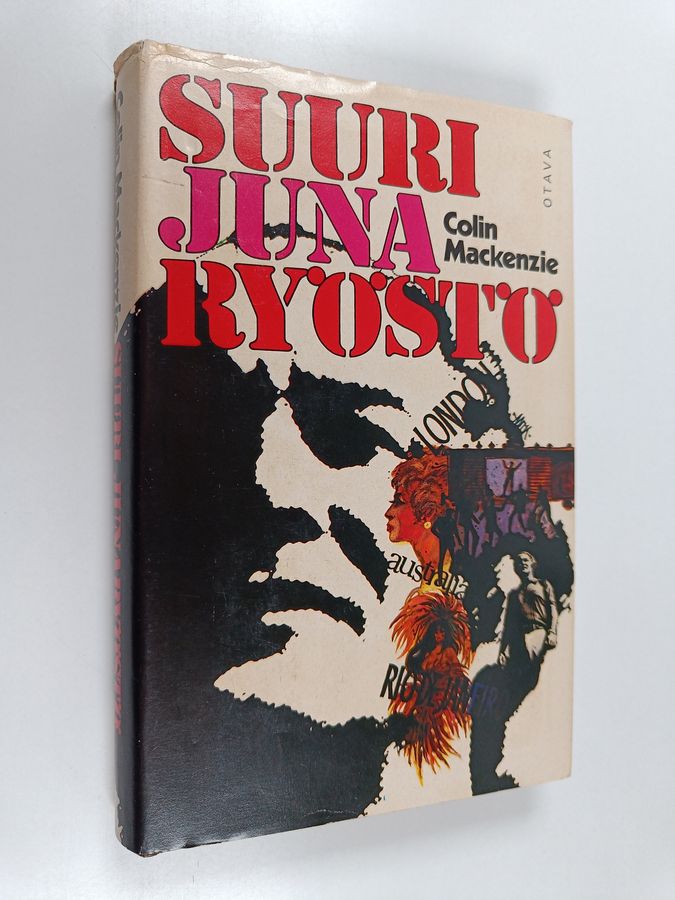 SUURI
JUNA
RYÖSTÖ
Colin
Mackenzie
OTAVA
LONDON
australia
Colin Mackenzie SUURI JUNARYÖSTÖ